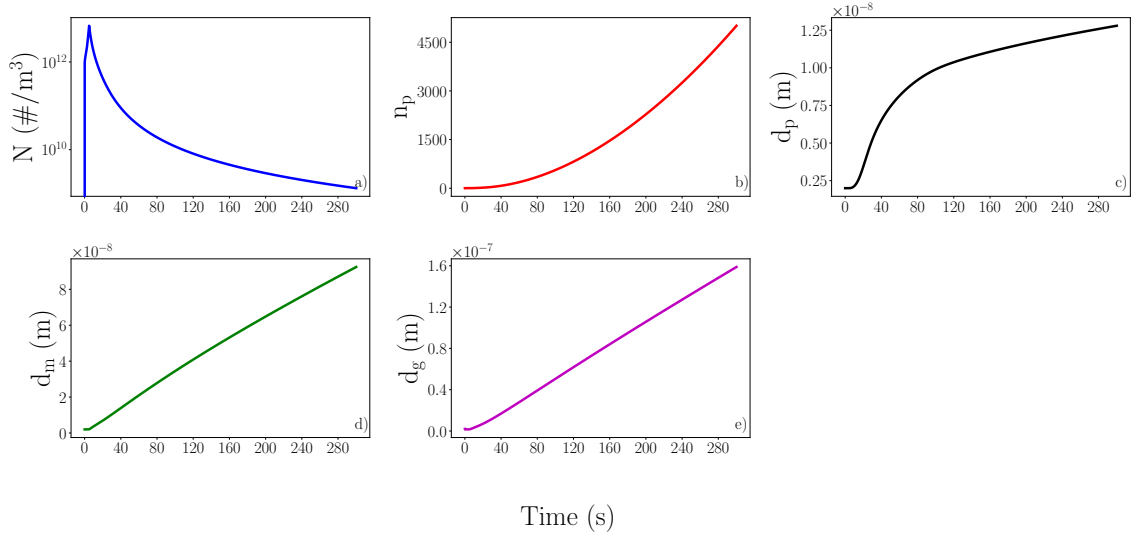 N (#/m³)
10¹²
10¹⁰
0 40 80 120 160 200 240 280
a)
n_p
4500
3000
1500
0
0 40 80 120 160 200 240 280
b)
×10⁻⁸
d_p (m)
1.25
1.00
0.75
0.50
0.25
0 40 80 120 160 200 240 280
c)
×10⁻⁸
d_m (m)
8
6
4
2
0
0 40 80 120 160 200 240 280
d)
×10⁻⁷
d_g (m)
1.6
1.2
0.8
0.4
0.0
0 40 80 120 160 200 240 280
e)
Time (s)